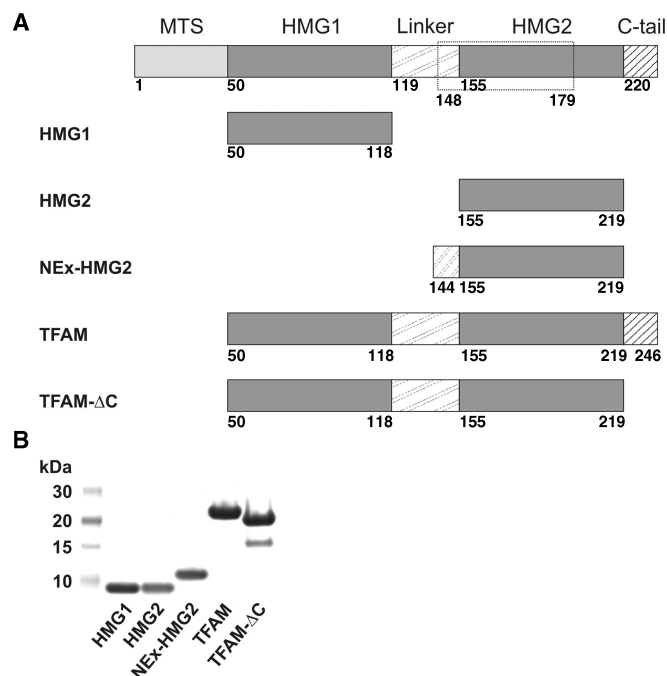 A
MTS HMG1 Linker HMG2 C-tail
1 50 119 155 220
148 179
HMG1
50 118
HMG2
155 219
NEx-HMG2
144 155 219
TFAM
50 118 155 219 246
TFAM-ΔC
50 118 155 219
B
kDa
30
20
15
10
HMG1 HMG2 NEx-HMG2 TFAM TFAM-ΔC